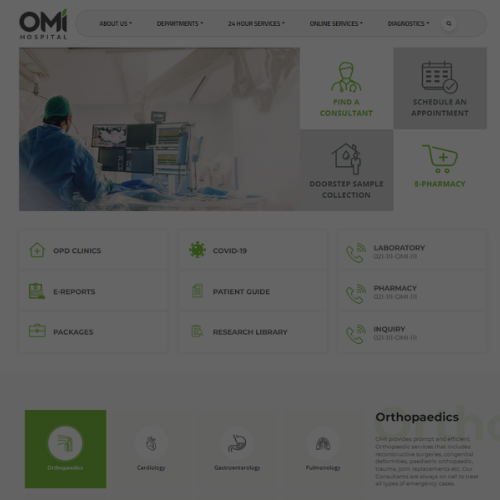 OMI
HOSPITAL
ABOUT US
DEPARTMENTS
24 HOUR SERVICES
ONLINE SERVICES
DIAGNOSTICS
FIND A
CONSULTANT
SCHEDULE AN
APPOINTMENT
DOORSTEP SAMPLE
COLLECTION
E-PHARMACY
OPD CLINICS
COVID-19
LABORATORY
021-111-OMI-111
E-REPORTS
PATIENT GUIDE
PHARMACY
021-111-OMI-111
PACKAGES
RESEARCH LIBRARY
INQUIRY
021-111-OMI-111
Orthopaedics
Cardiology
Gastroenterology
Pulmonology
Orthopaedics
OMI provides prompt and efficient
Orthopaedic services that includes
reconstructive surgeries, congenital
deformities, paediatric orthopaedic,
trauma, joint replacements etc. Our
Consultants are always on call to treat
all types of emergency cases.